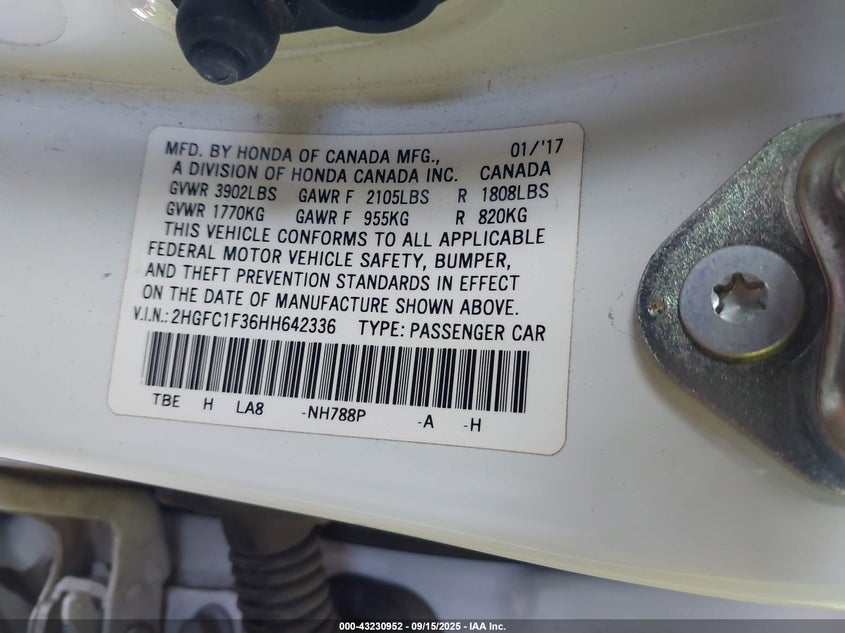 MFD. BY HONDA OF CANADA MFG., 01/'17
A DIVISION OF HONDA CANADA INC. CANADA
GVWR 3902LBS GAWR F 2105LBS R 1808LBS
GVWR 1770KG GAWR F 955KG R 820KG
THIS VEHICLE CONFORMS TO ALL APPLICABLE
FEDERAL MOTOR VEHICLE SAFETY, BUMPER,
AND THEFT PREVENTION STANDARDS IN EFFECT
ON THE DATE OF MANUFACTURE SHOWN ABOVE.
V.I.N.: 2HGFC1F36HH642336 TYPE: PASSENGER CAR
TBE H LA8 -NH788P -A -H
000-43230952 - 09/15/2025 - IAA Inc.